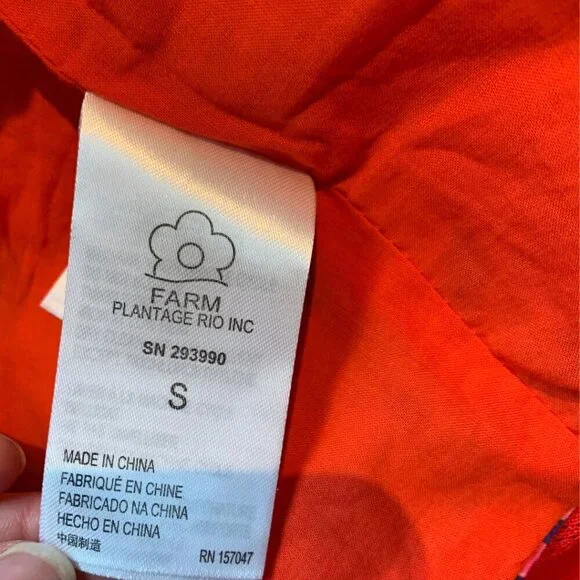 FARM
PLANTAGE RIO INC
SN 293990
S
MADE IN CHINA
FABRIQUÉ EN CHINE
FABRICADO NA CHINA
HECHO EN CHINA
中国制造
RN 157047